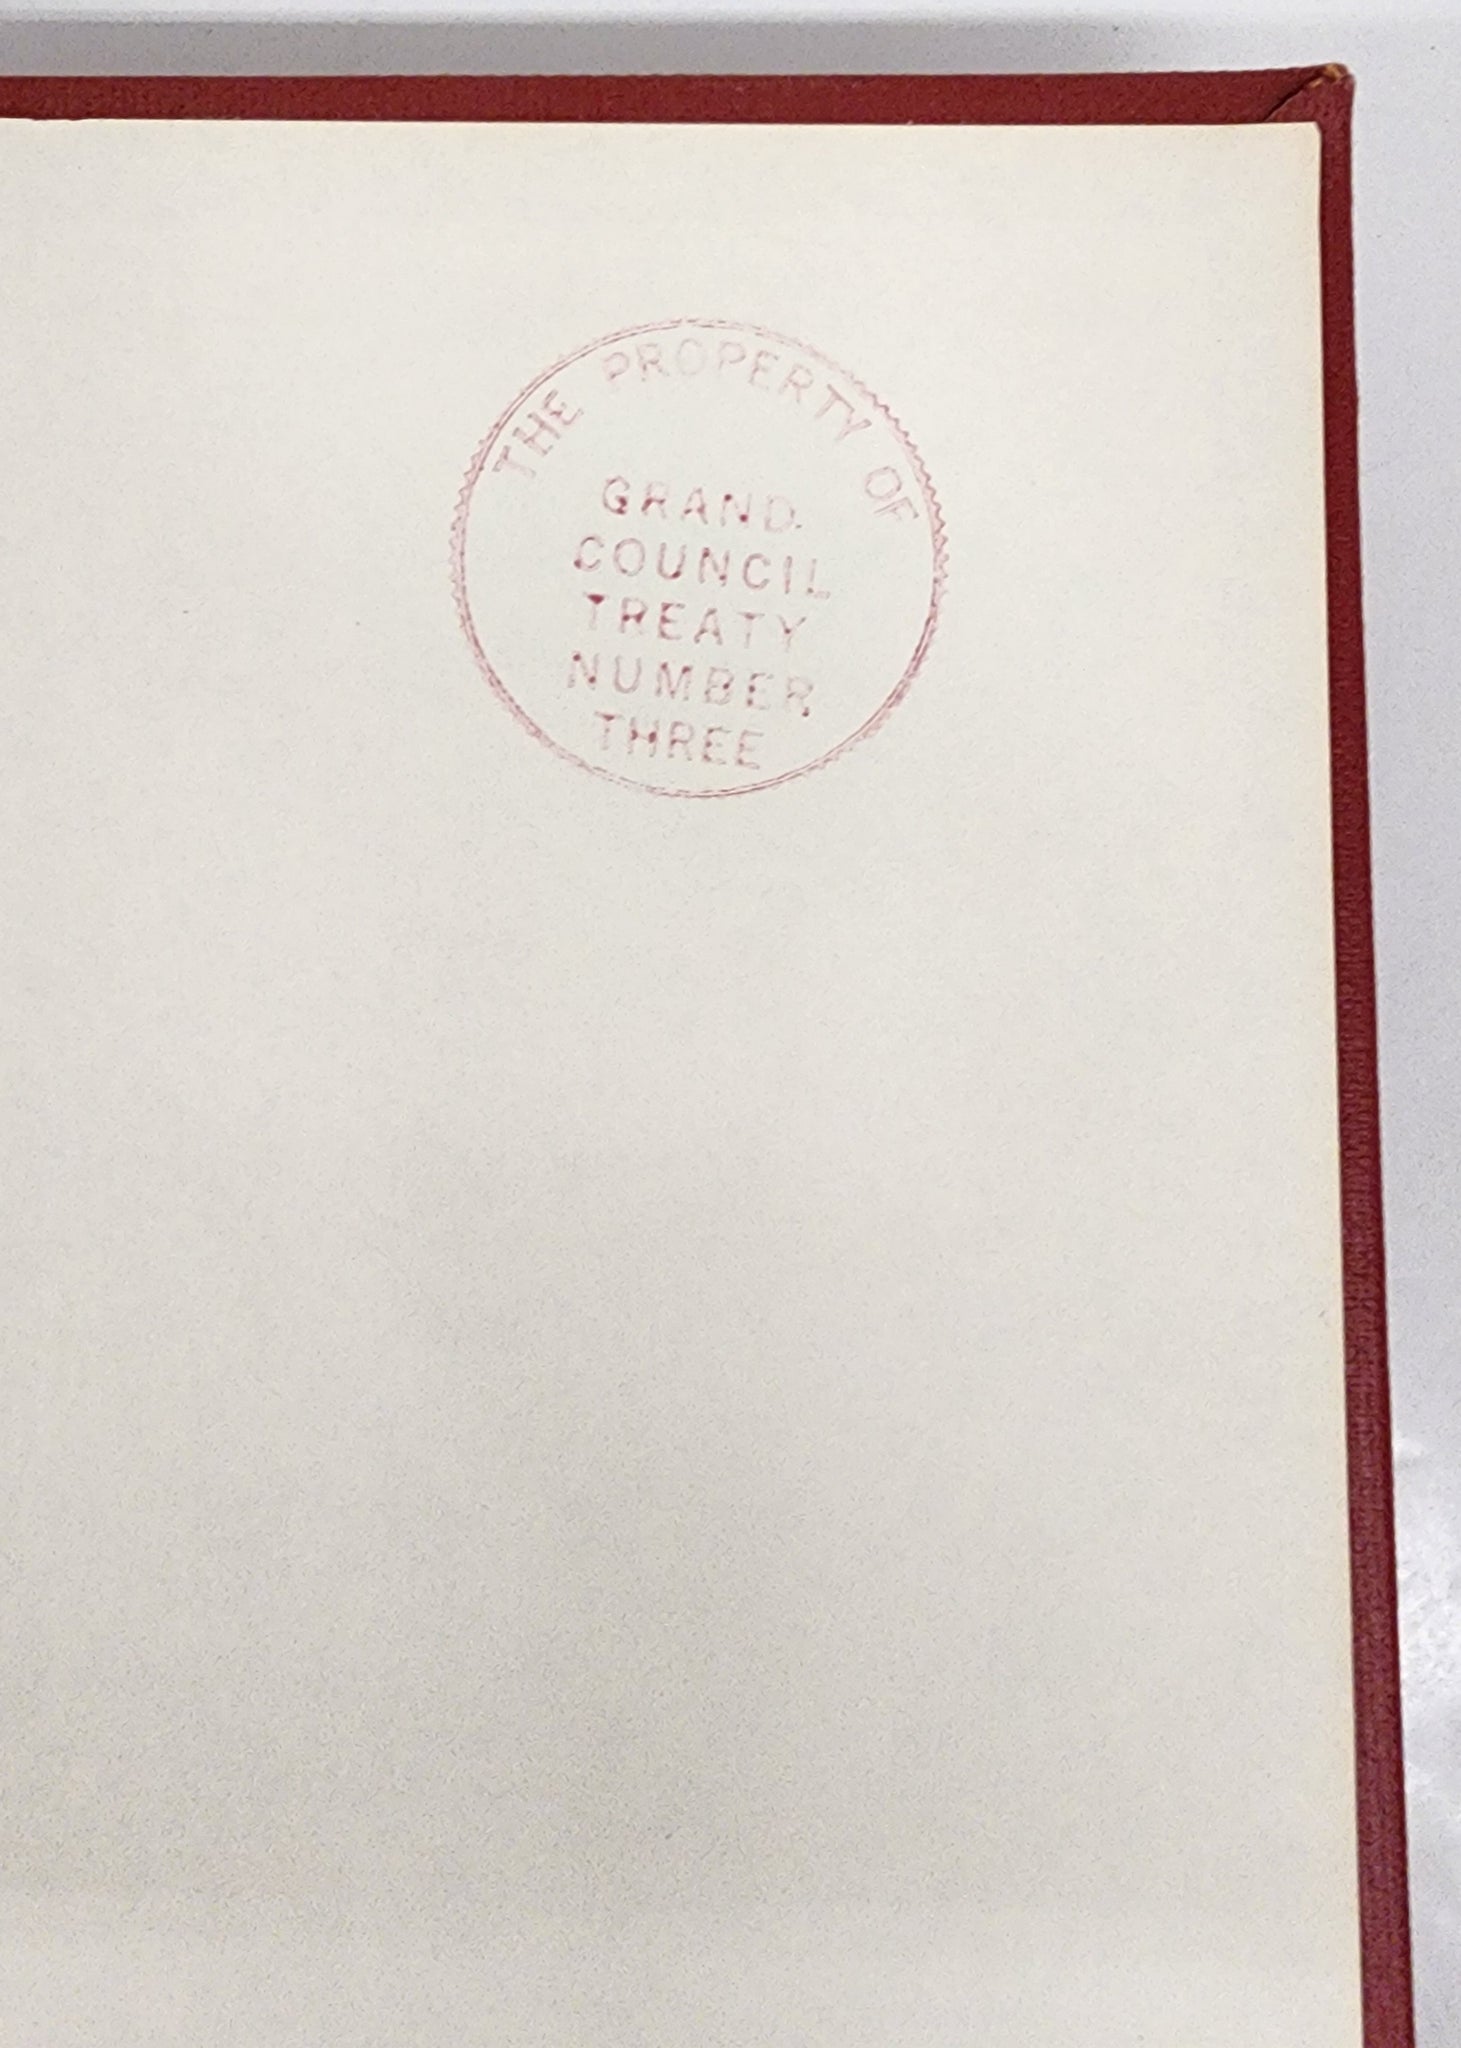 THE PROPERTY OF
GRAND
COUNCIL
TREATY
NUMBER
THREE